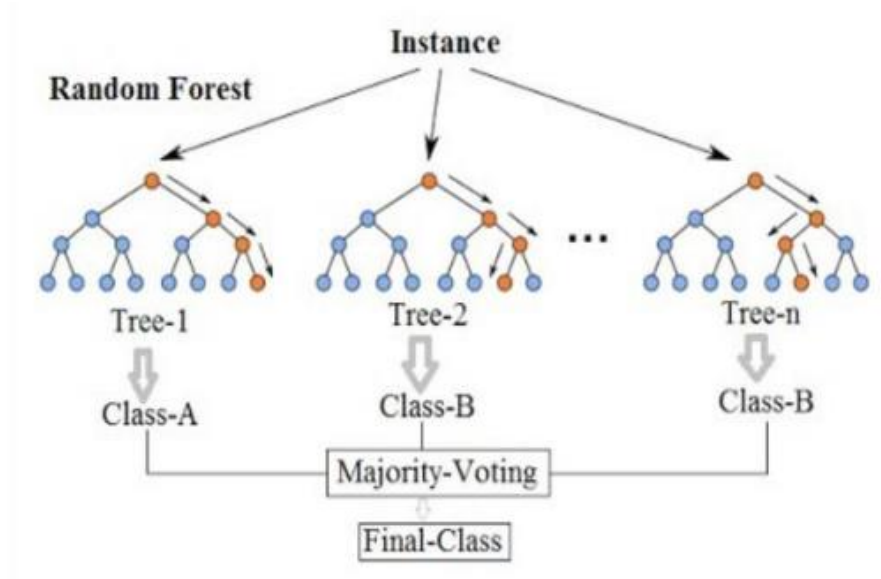 Instance
Random Forest
...
Tree-1
Tree-2
Tree-n
Class-A
Class-B
Class-B
Majority-Voting
Final-Class